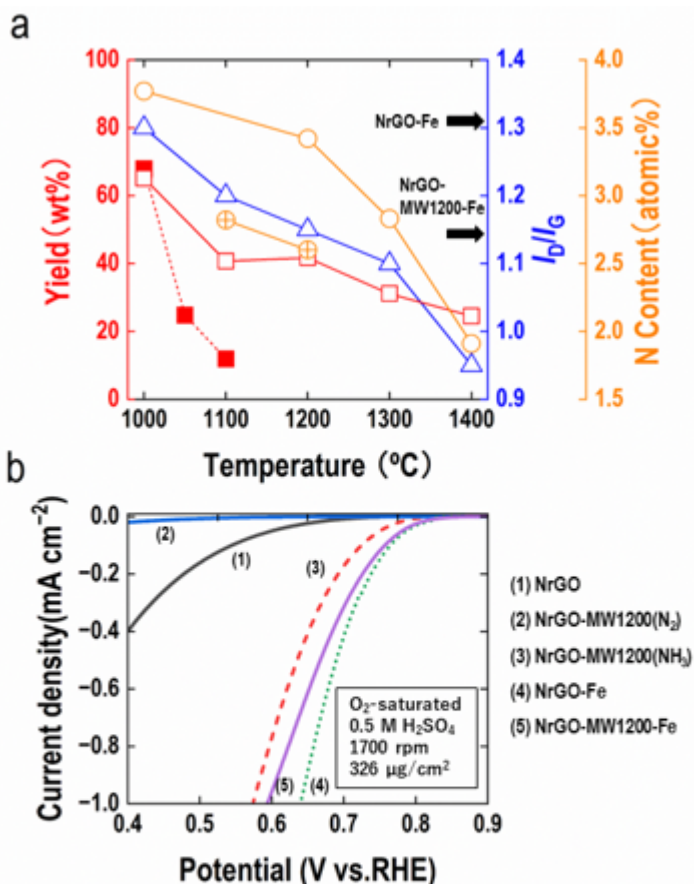 a
100
80
60
40
20
0
Yield (wt%)
1.4
1.3
1.2
1.1
1.0
0.9
I_D/I_G
4.0
3.5
3.0
2.5
2.0
1.5
N Content (atomic%)
NrGO-Fe
NrGO-
MW1200-Fe
1000 1100 1200 1300 1400
Temperature (ºC)
b
0.0
−0.2
−0.4
−0.6
−0.8
−1.0
Current density(mA cm⁻²)
(2)
(1)
(3)
(5)
(4)
O₂-saturated
0.5 M H₂SO₄
1700 rpm
326 µg/cm²
0.4 0.5 0.6 0.7 0.8 0.9
Potential (V vs.RHE)
(1) NrGO
(2) NrGO-MW1200(N₂)
(3) NrGO-MW1200(NH₃)
(4) NrGO-Fe
(5) NrGO-MW1200-Fe